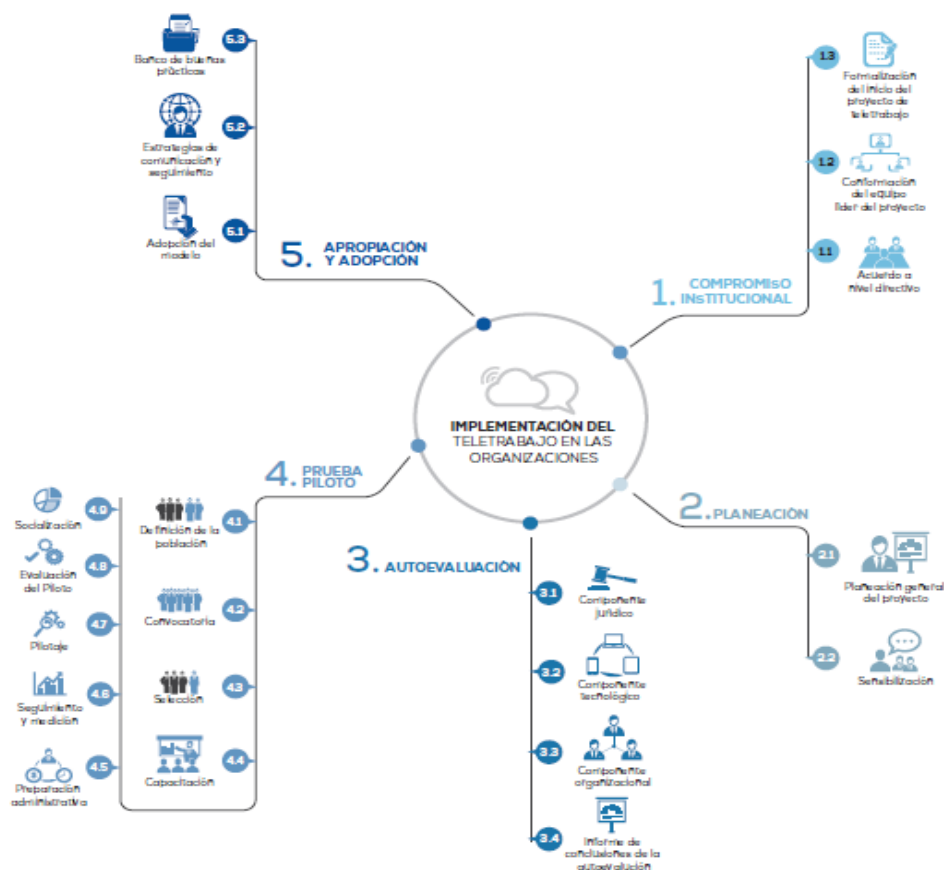 IMPLEMENTACIÓN DEL
TELETRABAJO EN LAS
ORGANIZACIONES
1. COMPROMISO
INSTITUCIONAL
1.1
Acuerdo a
nivel directivo
1.2
Conformación
del equipo
líder del proyecto
1.3
Formalización
del inicio del
proyecto de
teletrabajo
2. PLANEACIÓN
2.1
Planeación general
del proyecto
2.2
Sensibilización
3. AUTOEVALUACIÓN
3.1
Componente
jurídico
3.2
Componente
tecnológico
3.3
Componente
organizacional
3.4
Informe de
conclusiones de la
autoevalución
4. PRUEBA
PILOTO
4.1
Definición de la
población
4.2
Convocatoria
4.3
Selección
4.4
Capacitación
4.5
Preparación
administrativa
4.6
Seguimiento
y medición
4.7
Pilotaje
4.8
Evaluación
del Piloto
4.9
Socialización
5. APROPIACIÓN
Y ADOPCIÓN
5.1
Adopción del
modelo
5.2
Estrategias de
comunicación y
seguimiento
5.3
Banco de buenas
prácticas